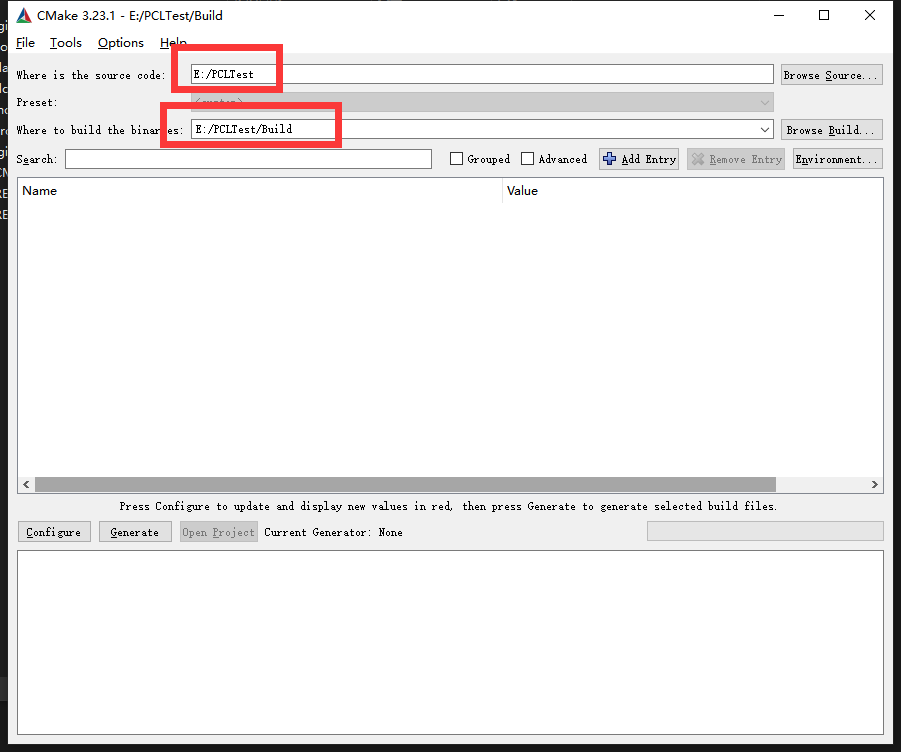 CMake 3.23.1 - E:/PCLTest/Build
File Tools Options Help
Where is the source code: E:/PCLTest Browse Source...
Preset: <custom>
Where to build the binaries: E:/PCLTest/Build Browse Build...
Search: Grouped Advanced Add Entry Remove Entry Environment...
Name Value
Press Configure to update and display new values in red, then press Generate to generate selected build files.
Configure Generate Open Project Current Generator: None